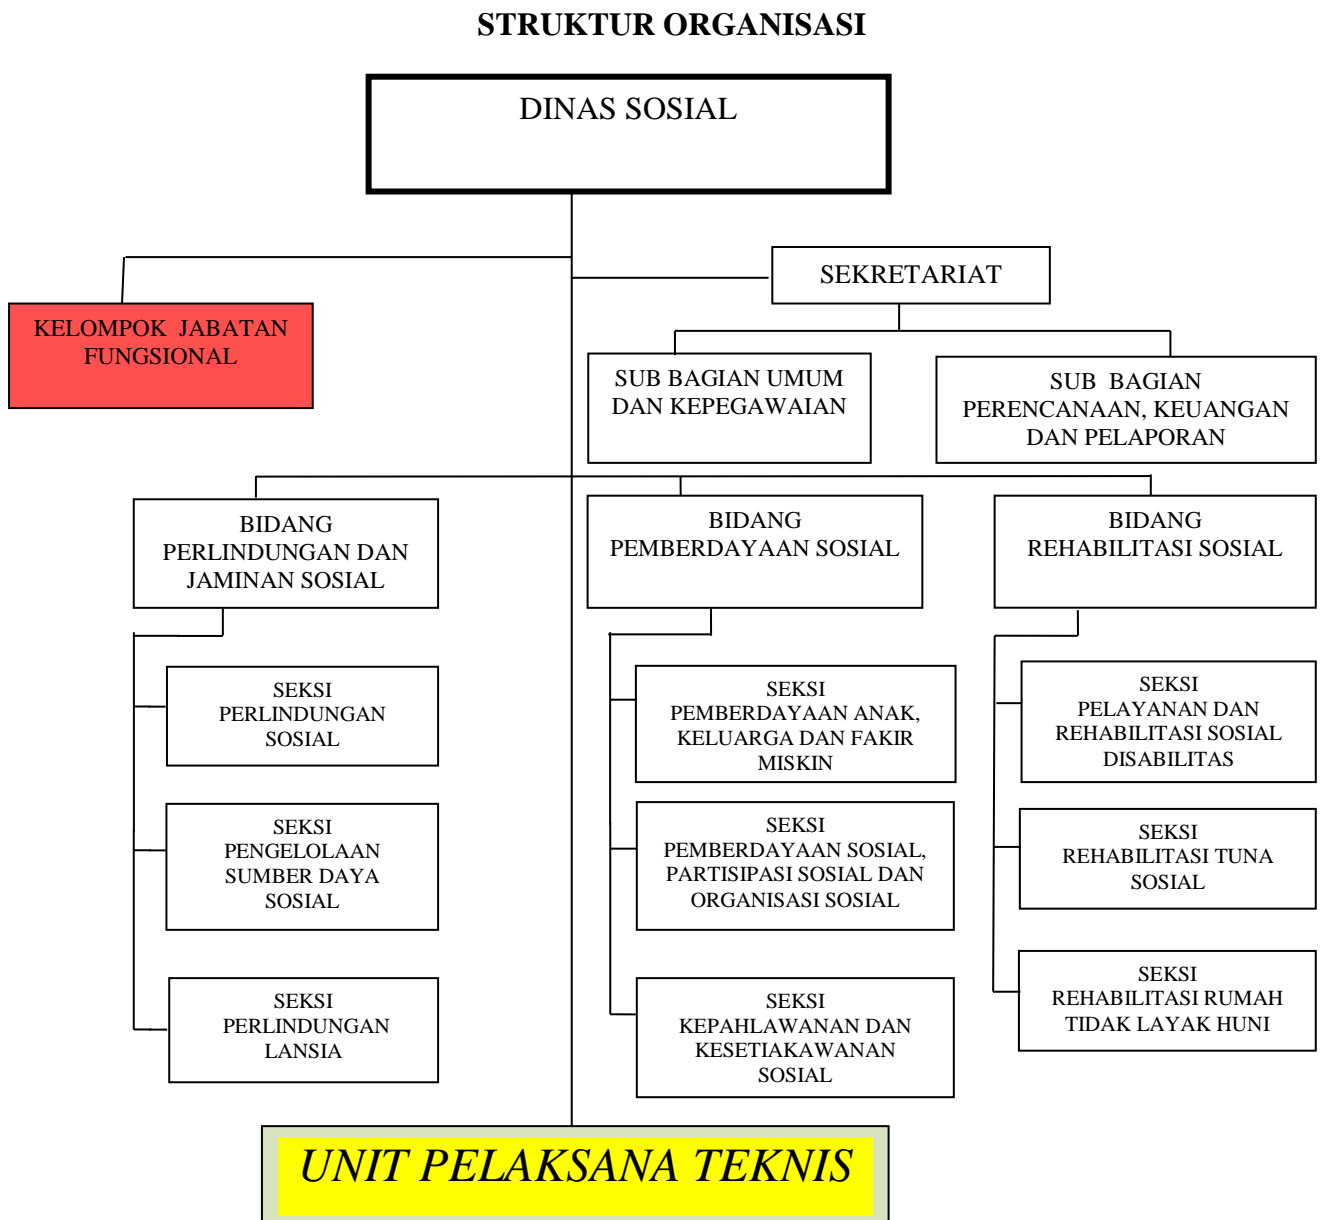 STRUKTUR ORGANISASI
DINAS SOSIAL
SEKRETARIAT
KELOMPOK JABATAN
FUNGSIONAL
SUB BAGIAN UMUM
DAN KEPEGAWAIAN
SUB BAGIAN
PERENCANAAN, KEUANGAN
DAN PELAPORAN
BIDANG
PERLINDUNGAN DAN
JAMINAN SOSIAL
BIDANG
PEMBERDAYAAN SOSIAL
BIDANG
REHABILITASI SOSIAL
SEKSI
PERLINDUNGAN
SOSIAL
SEKSI
PEMBERDAYAAN ANAK,
KELUARGA DAN FAKIR
MISKIN
SEKSI
PELAYANAN DAN
REHABILITASI SOSIAL
DISABILITAS
SEKSI
PENGELOLAAN
SUMBER DAYA
SOSIAL
SEKSI
PEMBERDAYAAN SOSIAL,
PARTISIPASI SOSIAL DAN
ORGANISASI SOSIAL
SEKSI
REHABILITASI TUNA
SOSIAL
SEKSI
PERLINDUNGAN
LANSIA
SEKSI
KEPAHLAWANAN DAN
KESETIAKAWANAN
SOSIAL
SEKSI
REHABILITASI RUMAH
TIDAK LAYAK HUNI
UNIT PELAKSANA TEKNIS